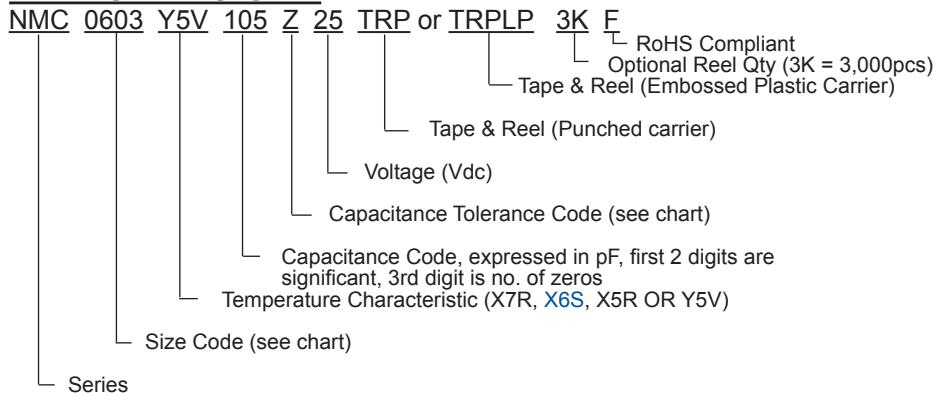 NMC 0603 Y5V 105 Z 25 TRP or TRPLP 3K F
RoHS Compliant
Optional Reel Qty (3K = 3,000pcs)
Tape & Reel (Embossed Plastic Carrier)
Tape & Reel (Punched carrier)
Voltage (Vdc)
Capacitance Tolerance Code (see chart)
Capacitance Code, expressed in pF, first 2 digits are
significant, 3rd digit is no. of zeros
Temperature Characteristic (X7R, X6S, X5R OR Y5V)
Size Code (see chart)
Series